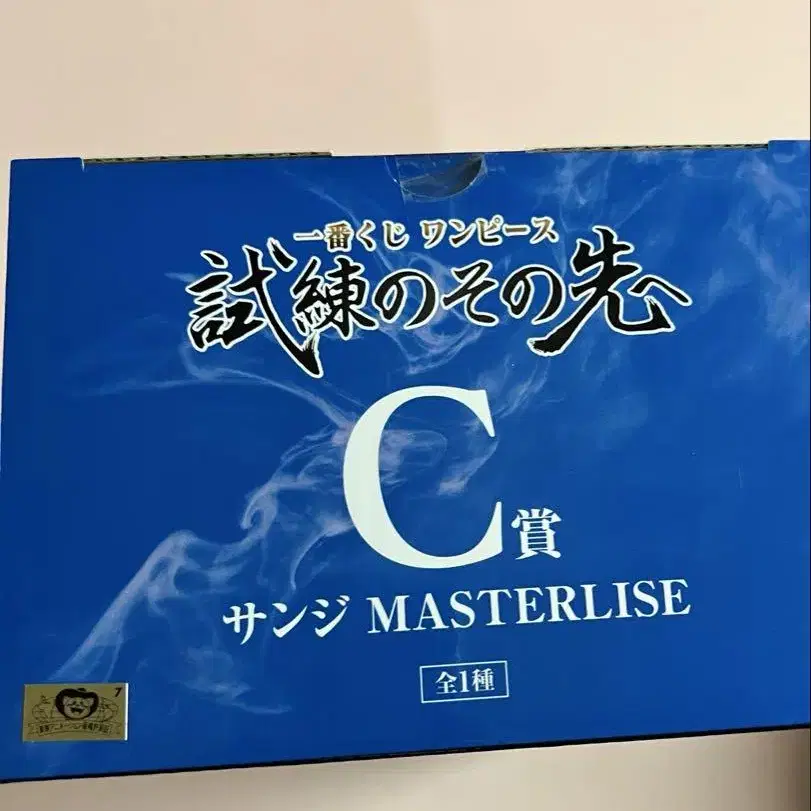 一番くじ ワンピース
試練のその先へ
C賞
サンジ MASTERLISE
全1種
7